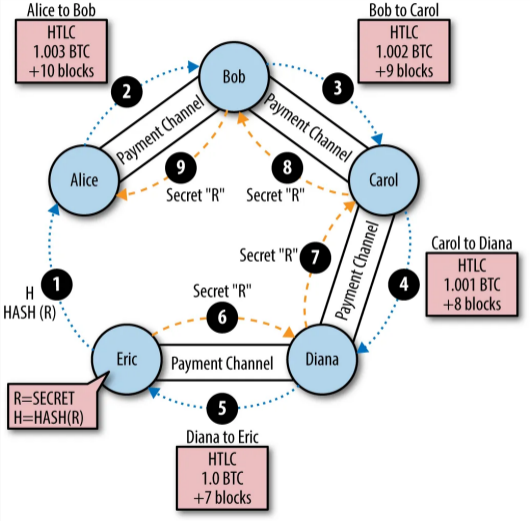 Alice to Bob
HTLC
1.003 BTC
+10 blocks
Bob to Carol
HTLC
1.002 BTC
+9 blocks
2
Bob
3
Payment Channel
Payment Channel
Alice
9
Secret "R"
8
Secret "R"
Carol
Secret "R"
7
Payment Channel
Carol to Diana
HTLC
1.001 BTC
+8 blocks
4
1
H
HASH (R)
Secret "R"
6
Eric
Payment Channel
Diana
R=SECRET
H=HASH(R)
5
Diana to Eric
HTLC
1.0 BTC
+7 blocks